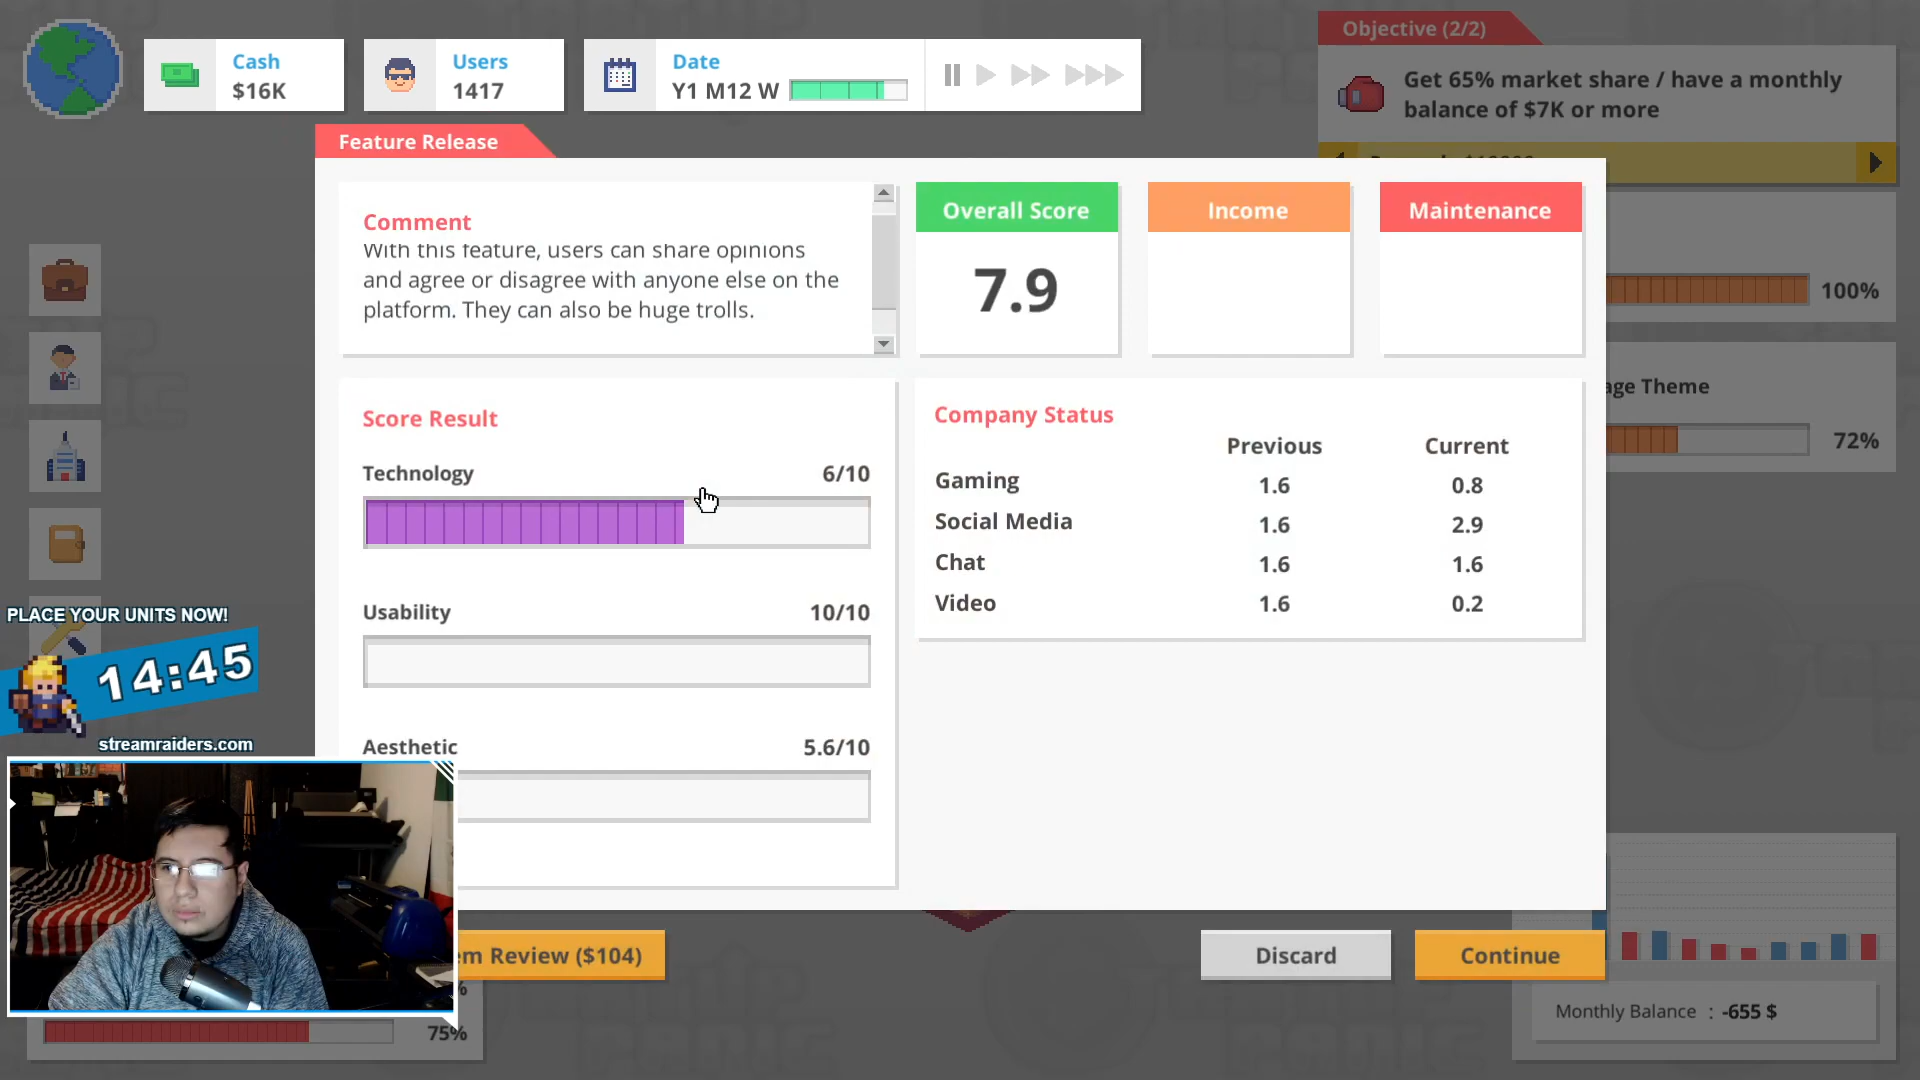 Objective (2/2)
Cash
$16K
Users
1417
Date
Y1 M12 W
Get 65% market share / have a monthly
balance of $7K or more
Feature Release
Comment
With this feature, users can share opinions
and agree or disagree with anyone else on the
platform. They can also be huge trolls.
Overall Score
7.9
Income
Maintenance
100%
Score Result
Technology
6/10
Usability
10/10
Aesthetic
5.6/10
Company Status
Previous
Current
Gaming
1.6
0.8
Social Media
1.6
2.9
Chat
1.6
1.6
Video
1.6
0.2
age Theme
72%
PLACE YOUR UNITS NOW!
14:45
streamraiders.com
em Review ($104)
Discard
Continue
%
75%
Monthly Balance : -655 $